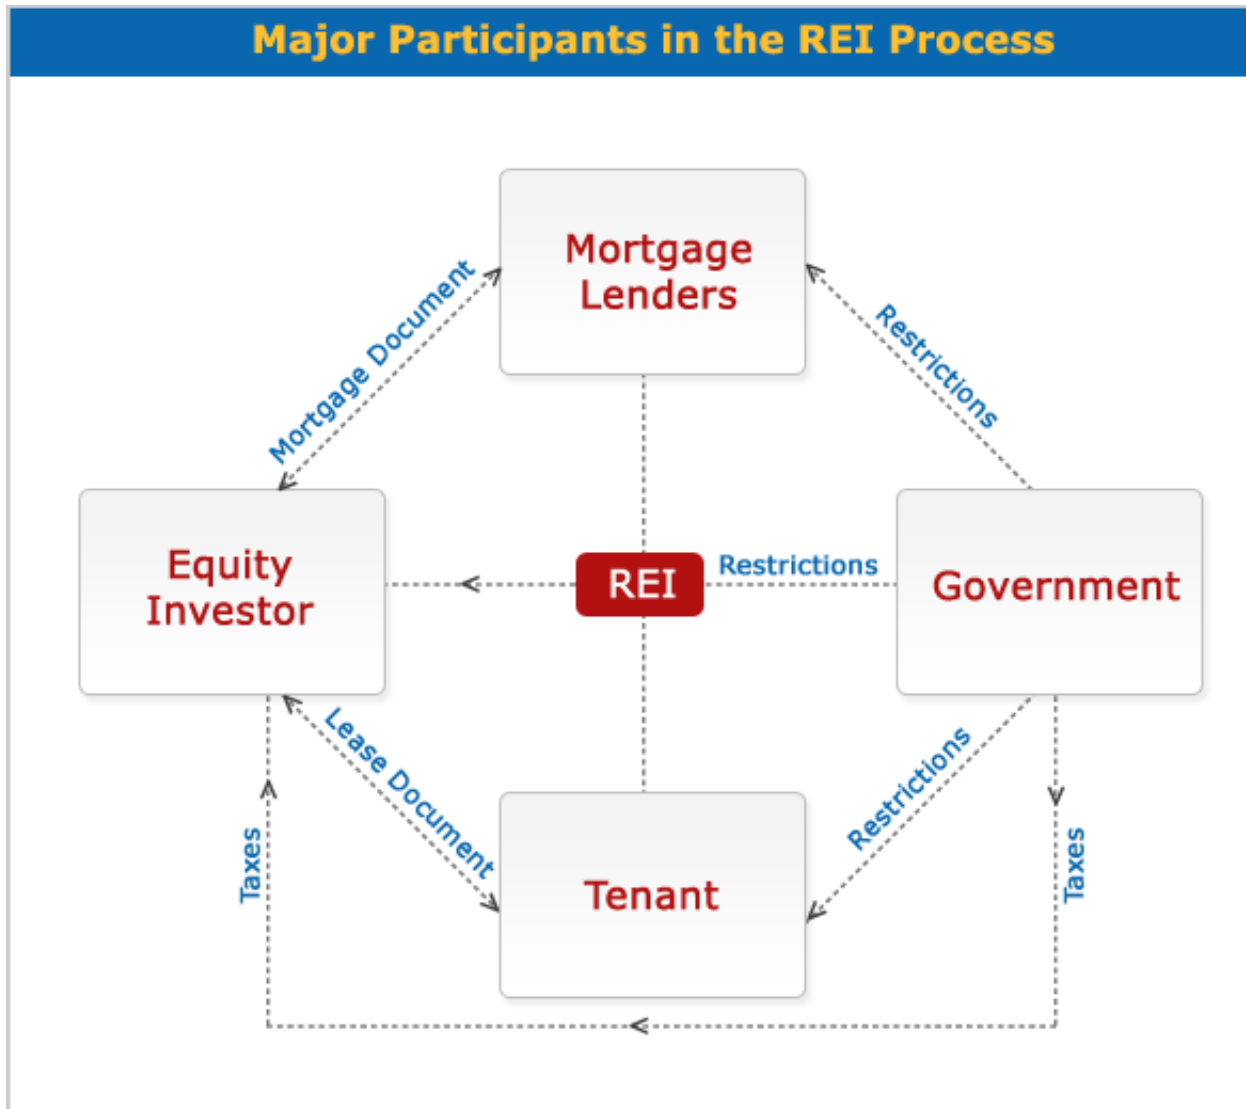 Major Participants in the REI Process
Mortgage
Lenders
Mortgage Document
Restrictions
Equity
Investor
REI
Restrictions
Government
Lease Document
Restrictions
Taxes
Tenant
Taxes